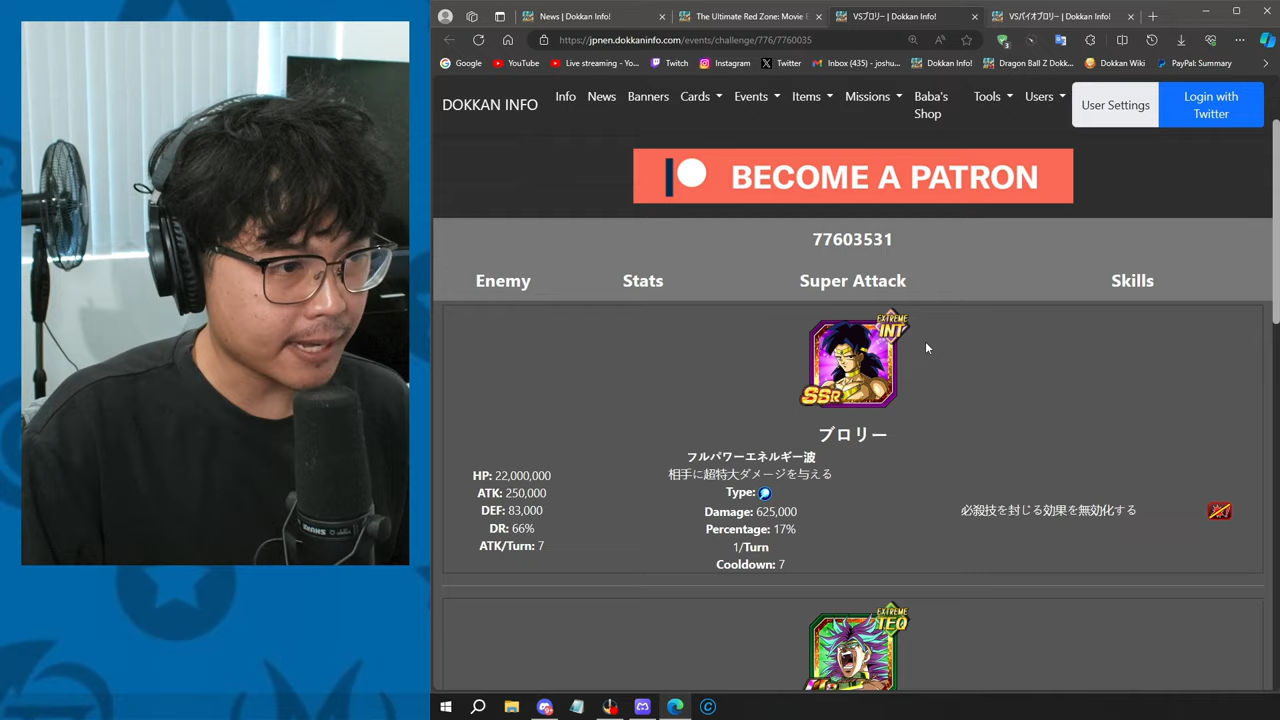 News | Dokkan Info!
The Ultimate Red Zone: Movie E
VSブロリー | Dokkan Info!
VSバイオブロリー | Dokkan Info!
https://jpnen.dokkaninfo.com/events/challenge/776/7760035
Google
YouTube
Live streaming - Yo...
Twitch
Instagram
Twitter
Inbox (435) – joshu...
Dokkan Info!
Dragon Ball Z Dokk...
Dokkan Wiki
PayPal: Summary
DOKKAN INFO
Info
News
Banners
Cards
Events
Items
Missions
Baba's Shop
Tools
Users
User Settings
Login with Twitter
BECOME A PATRON
77603531
Enemy
Stats
Super Attack
Skills
EXTREME
INT
SSR
ブロリー
HP: 22,000,000
ATK: 250,000
DEF: 83,000
DR: 66%
ATK/Turn: 7
フルパワーエネルギー波
相手に超特大ダメージを与える
Type:
Damage: 625,000
Percentage: 17%
1/Turn
Cooldown: 7
必殺技を封じる効果を無効化する
EXTREME
TEQ